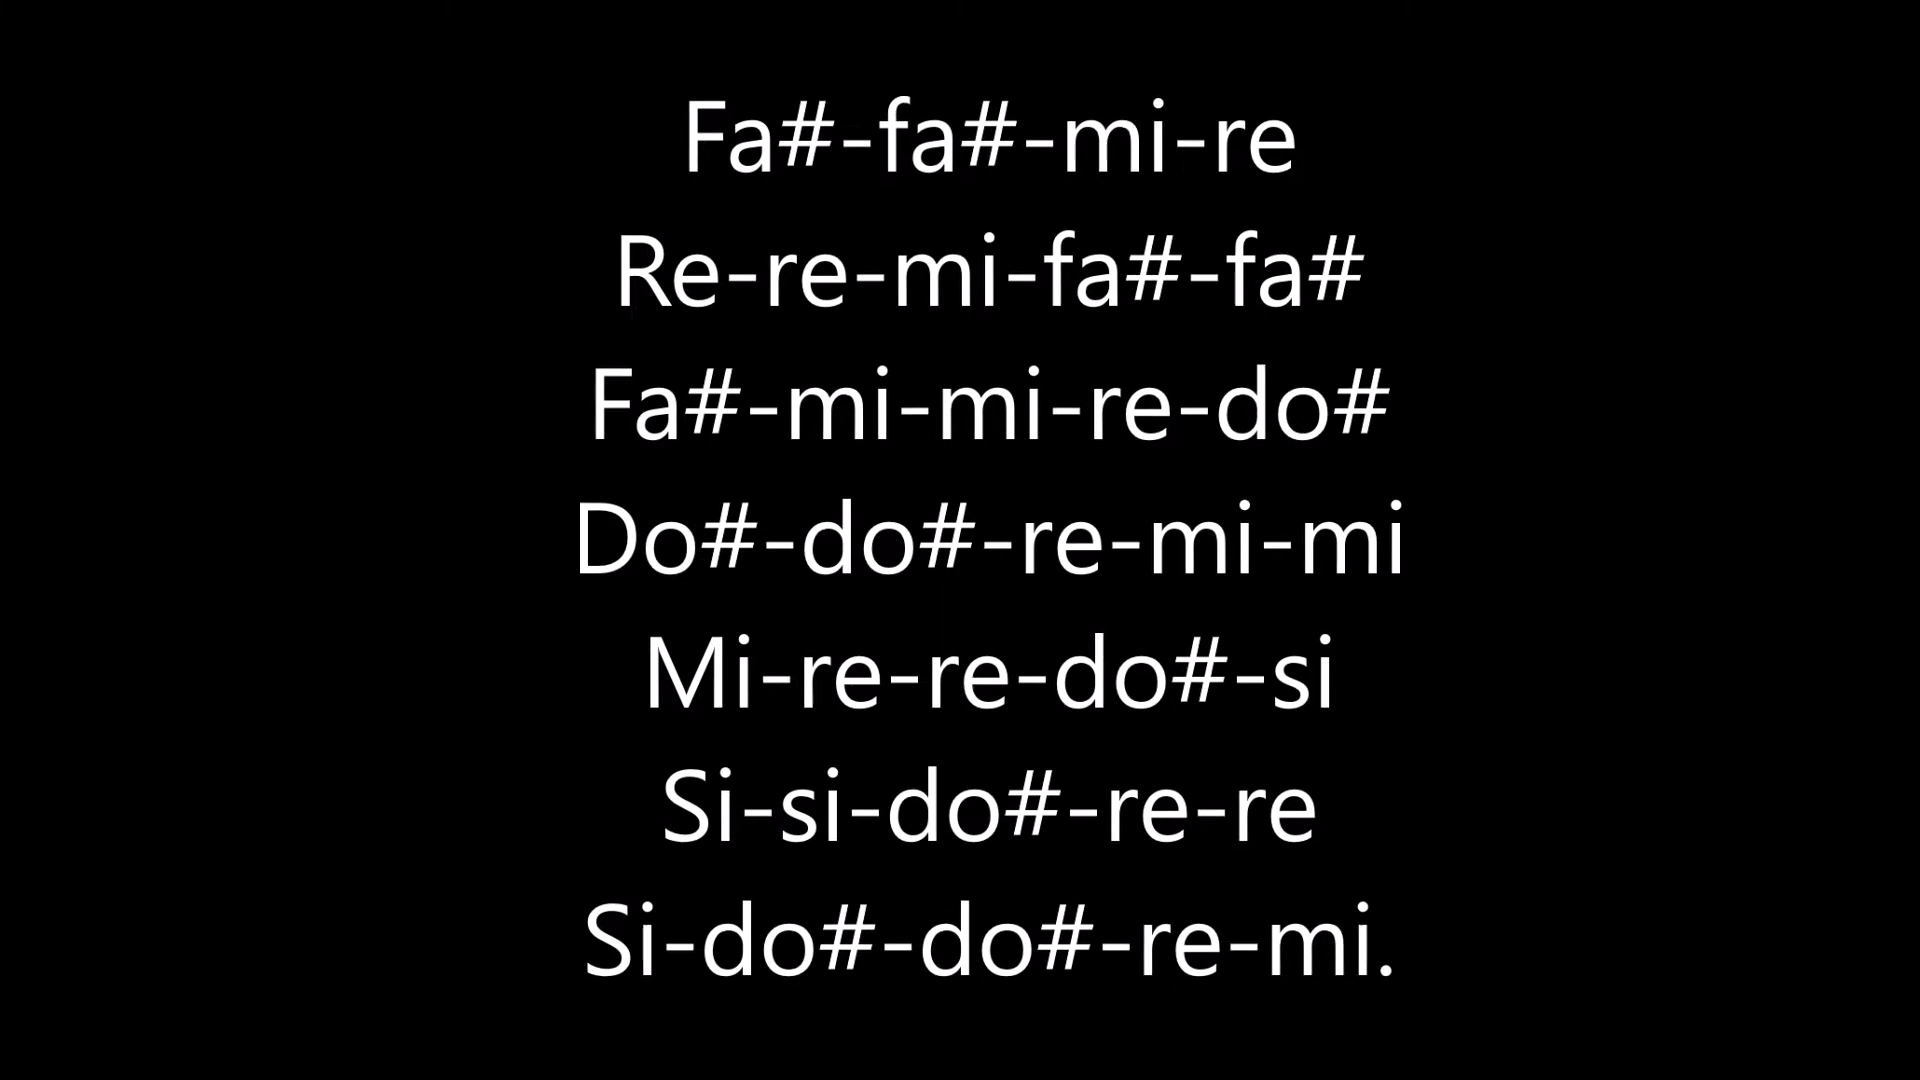 Fa#-fa#-mi-re
Re-re-mi-fa#-fa#
Fa#-mi-mi-re-do#
Do#-do#-re-mi-mi
Mi-re-re-do#-si
Si-si-do#-re-re
Si-do#-do#-re-mi.